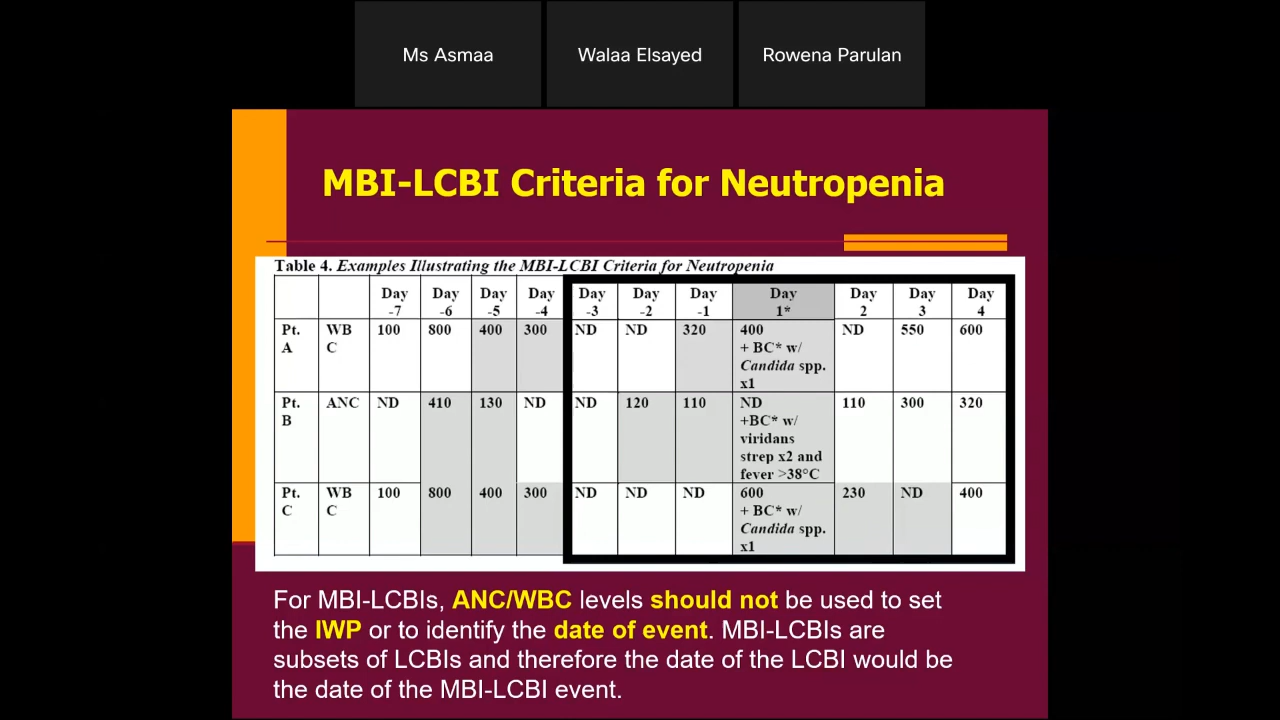 Ms Asmaa
Walaa Elsayed
Rowena Parulan
MBI-LCBI Criteria for Neutropenia
Table 4. Examples Illustrating the MBI-LCBI Criteria for Neutropenia
Day -7 Day -6 Day -5 Day -4 Day -3 Day -2 Day -1 Day 1* Day 2 Day 3 Day 4
Pt. A WB C 100 800 400 300 ND ND 320 400 + BC* w/ Candida spp. x1 ND 550 600
Pt. B ANC ND 410 130 ND ND 120 110 ND +BC* w/ viridans strep x2 and fever >38°C 110 300 320
Pt. C WB C 100 800 400 300 ND ND ND 600 + BC* w/ Candida spp. x1 230 ND 400
For MBI-LCBIs, ANC/WBC levels should not be used to set
the IWP or to identify the date of event. MBI-LCBIs are
subsets of LCBIs and therefore the date of the LCBI would be
the date of the MBI-LCBI event.